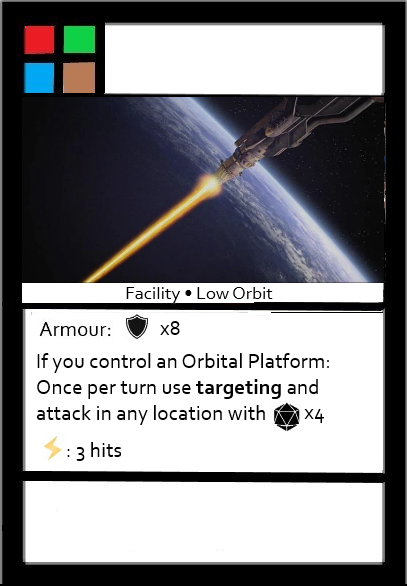 Facility • Low Orbit
Armour: x8
If you control an Orbital Platform:
Once per turn use targeting and
attack in any location with x4
: 3 hits